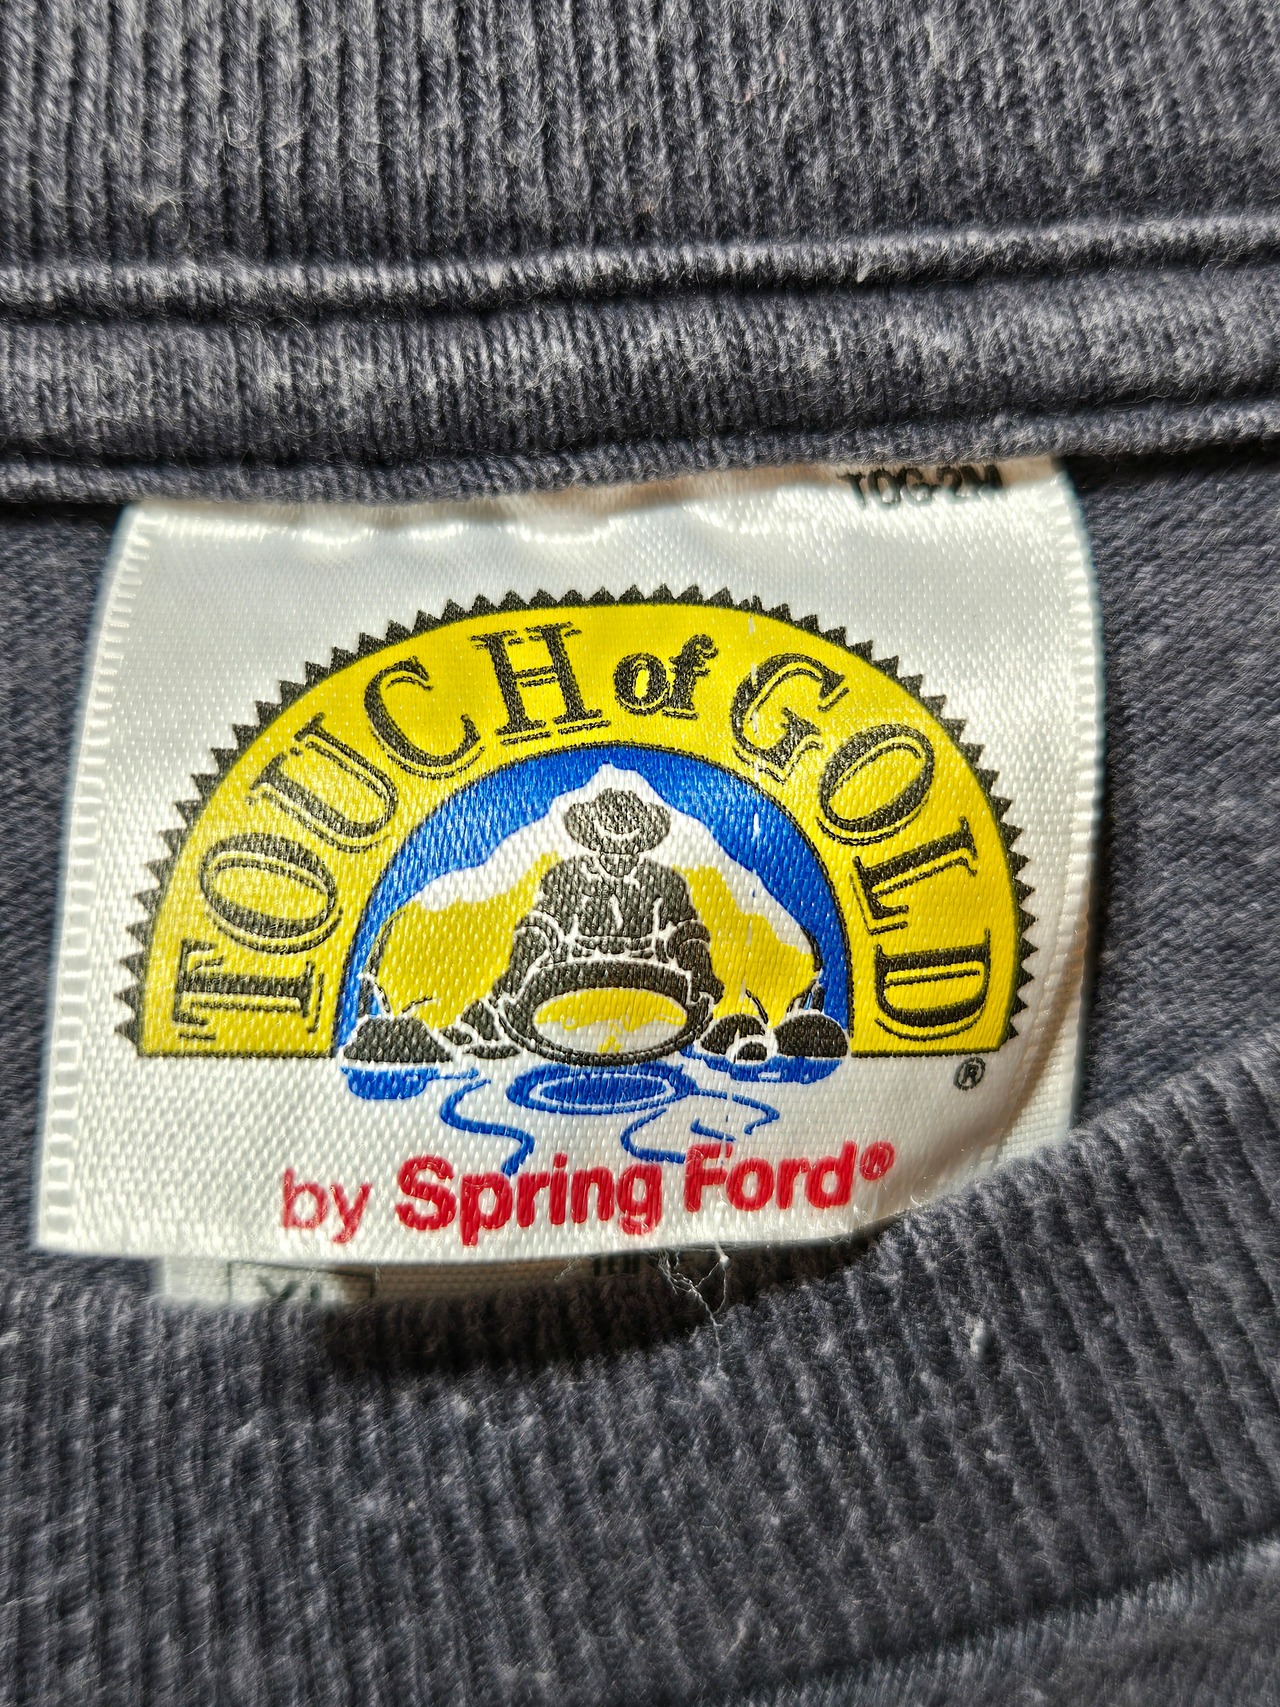 TOG-2M
TOUCH of GOLD
®
by Spring Ford®